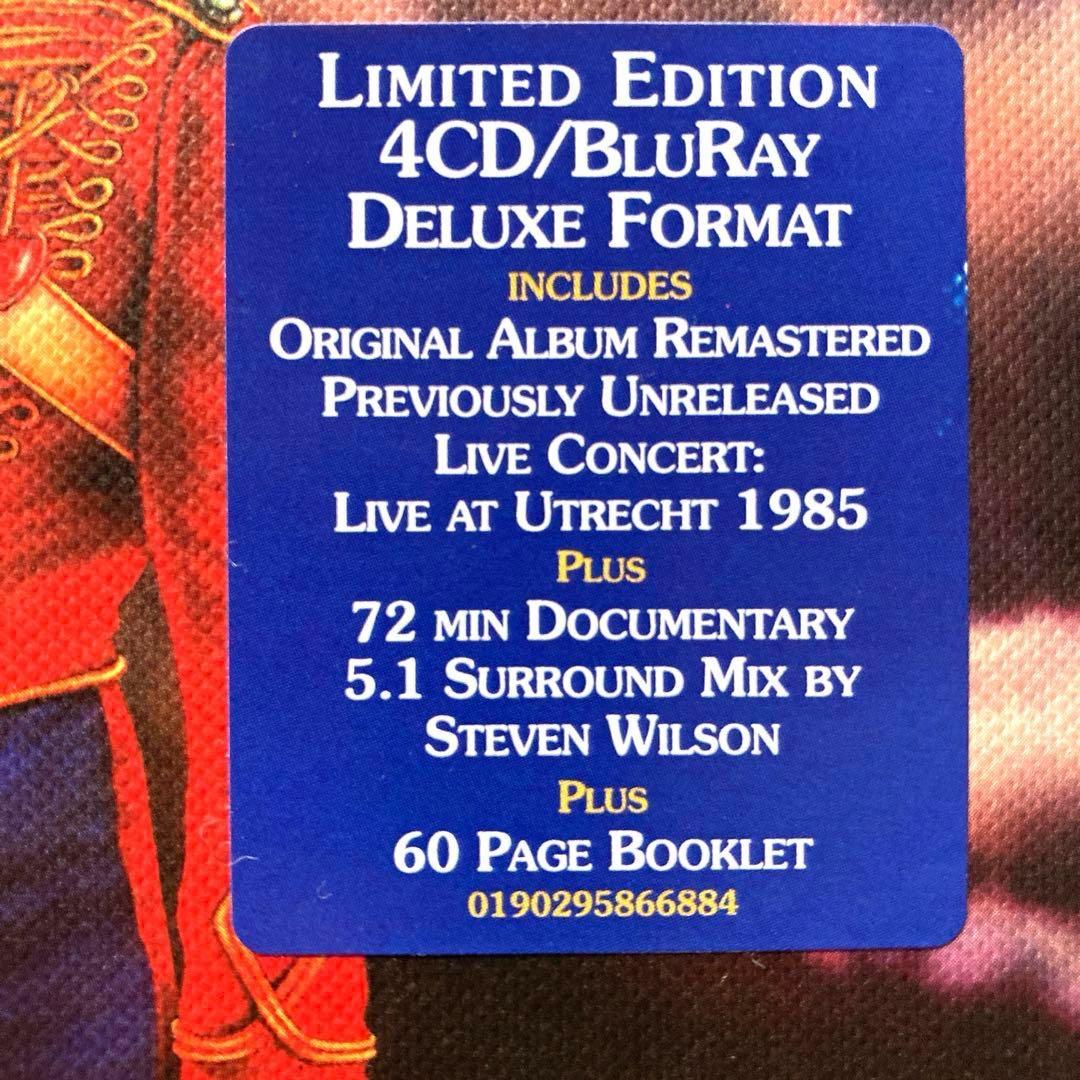 LIMITED EDITION
4CD/BLURAY
DELUXE FORMAT
INCLUDES
ORIGINAL ALBUM REMASTERED
PREVIOUSLY UNRELEASED
LIVE CONCERT:
LIVE AT UTRECHT 1985
PLUS
72 MIN DOCUMENTARY
5.1 SURROUND MIX BY
STEVEN WILSON
PLUS
60 PAGE BOOKLET
0190295866884